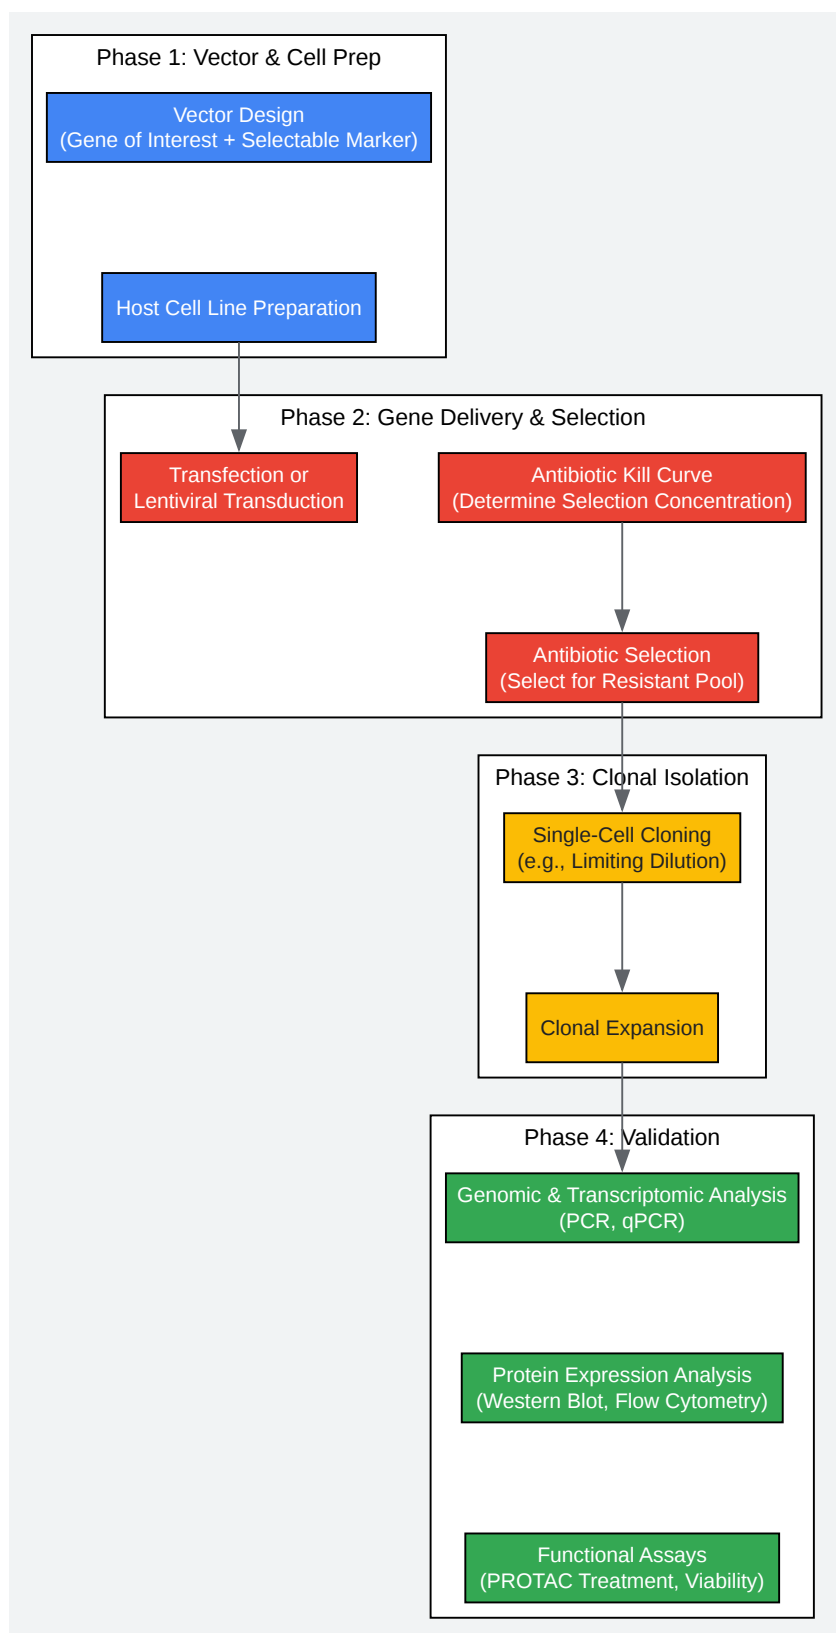 Phase 1: Vector & Cell Prep
Vector Design
(Gene of Interest + Selectable Marker)
Host Cell Line Preparation
Phase 2: Gene Delivery & Selection
Transfection or
Lentiviral Transduction
Antibiotic Kill Curve
(Determine Selection Concentration)
Antibiotic Selection
(Select for Resistant Pool)
Phase 3: Clonal Isolation
Single-Cell Cloning
(e.g., Limiting Dilution)
Clonal Expansion
Phase 4: Validation
Genomic & Transcriptomic Analysis
(PCR, qPCR)
Protein Expression Analysis
(Western Blot, Flow Cytometry)
Functional Assays
(PROTAC Treatment, Viability)